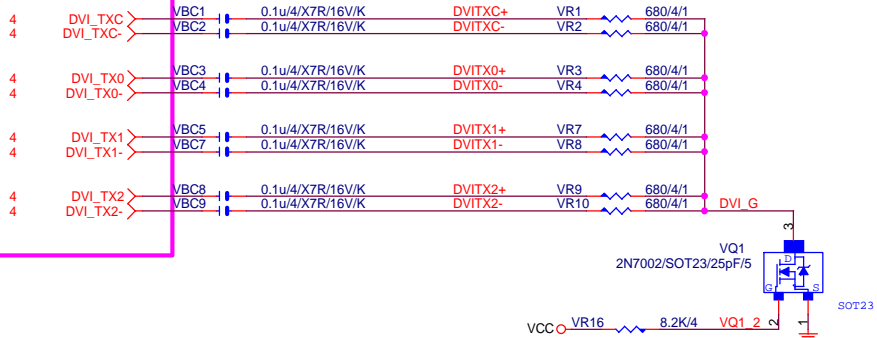 4 DVI_TXC VBC1 0.1u/4/X7R/16V/K DVITXC+ VR1 680/4/1
4 DVI_TXC- VBC2 DVITXC- VR2 680/4/1
4 DVI_TX0 VBC3 0.1u/4/X7R/16V/K DVITX0+ VR3 680/4/1
4 DVI_TX0- VBC4 0.1u/4/X7R/16V/K DVITX0- VR4 680/4/1
4 DVI_TX1 VBC5 0.1u/4/X7R/16V/K DVITX1+ VR7 680/4/1
4 DVI_TX1- VBC7 0.1u/4/X7R/16V/K DVITX1- VR8 680/4/1
4 DVI_TX2 VBC8 0.1u/4/X7R/16V/K DVITX2+ VR9 680/4/1
4 DVI_TX2- VBC9 0.1u/4/X7R/16V/K DVITX2- VR10 680/4/1 DVI_G
3
VQ1
2N7002/SOT23/25pF/5
D
G S
SOT23
VCC VR16 8.2K/4 VQ1_2 2 1